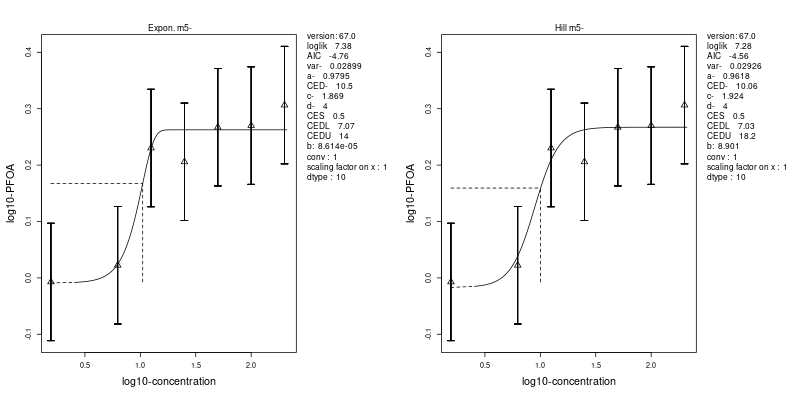 Expon. m5-
version: 67.0
loglik 7.38
AIC -4.76
var- 0.02899
a- 0.9795
CED- 10.5
c- 1.869
d- 4
CES 0.5
CEDL 7.07
CEDU 14
b: 8.614e-05
conv : 1
scaling factor on x : 1
dtype : 10
log10-PFOA
0.4
0.3
0.2
0.1
0.0
-0.1
0.5
1.0
1.5
2.0
log10-concentration
Hill m5-
version: 67.0
loglik 7.28
AIC -4.56
var- 0.02926
a- 0.9618
CED- 10.06
c- 1.924
d- 4
CES 0.5
CEDL 7.03
CEDU 18.2
b: 8.901
conv : 1
scaling factor on x : 1
dtype : 10
log10-PFOA
0.4
0.3
0.2
0.1
0.0
-0.1
0.5
1.0
1.5
2.0
log10-concentration